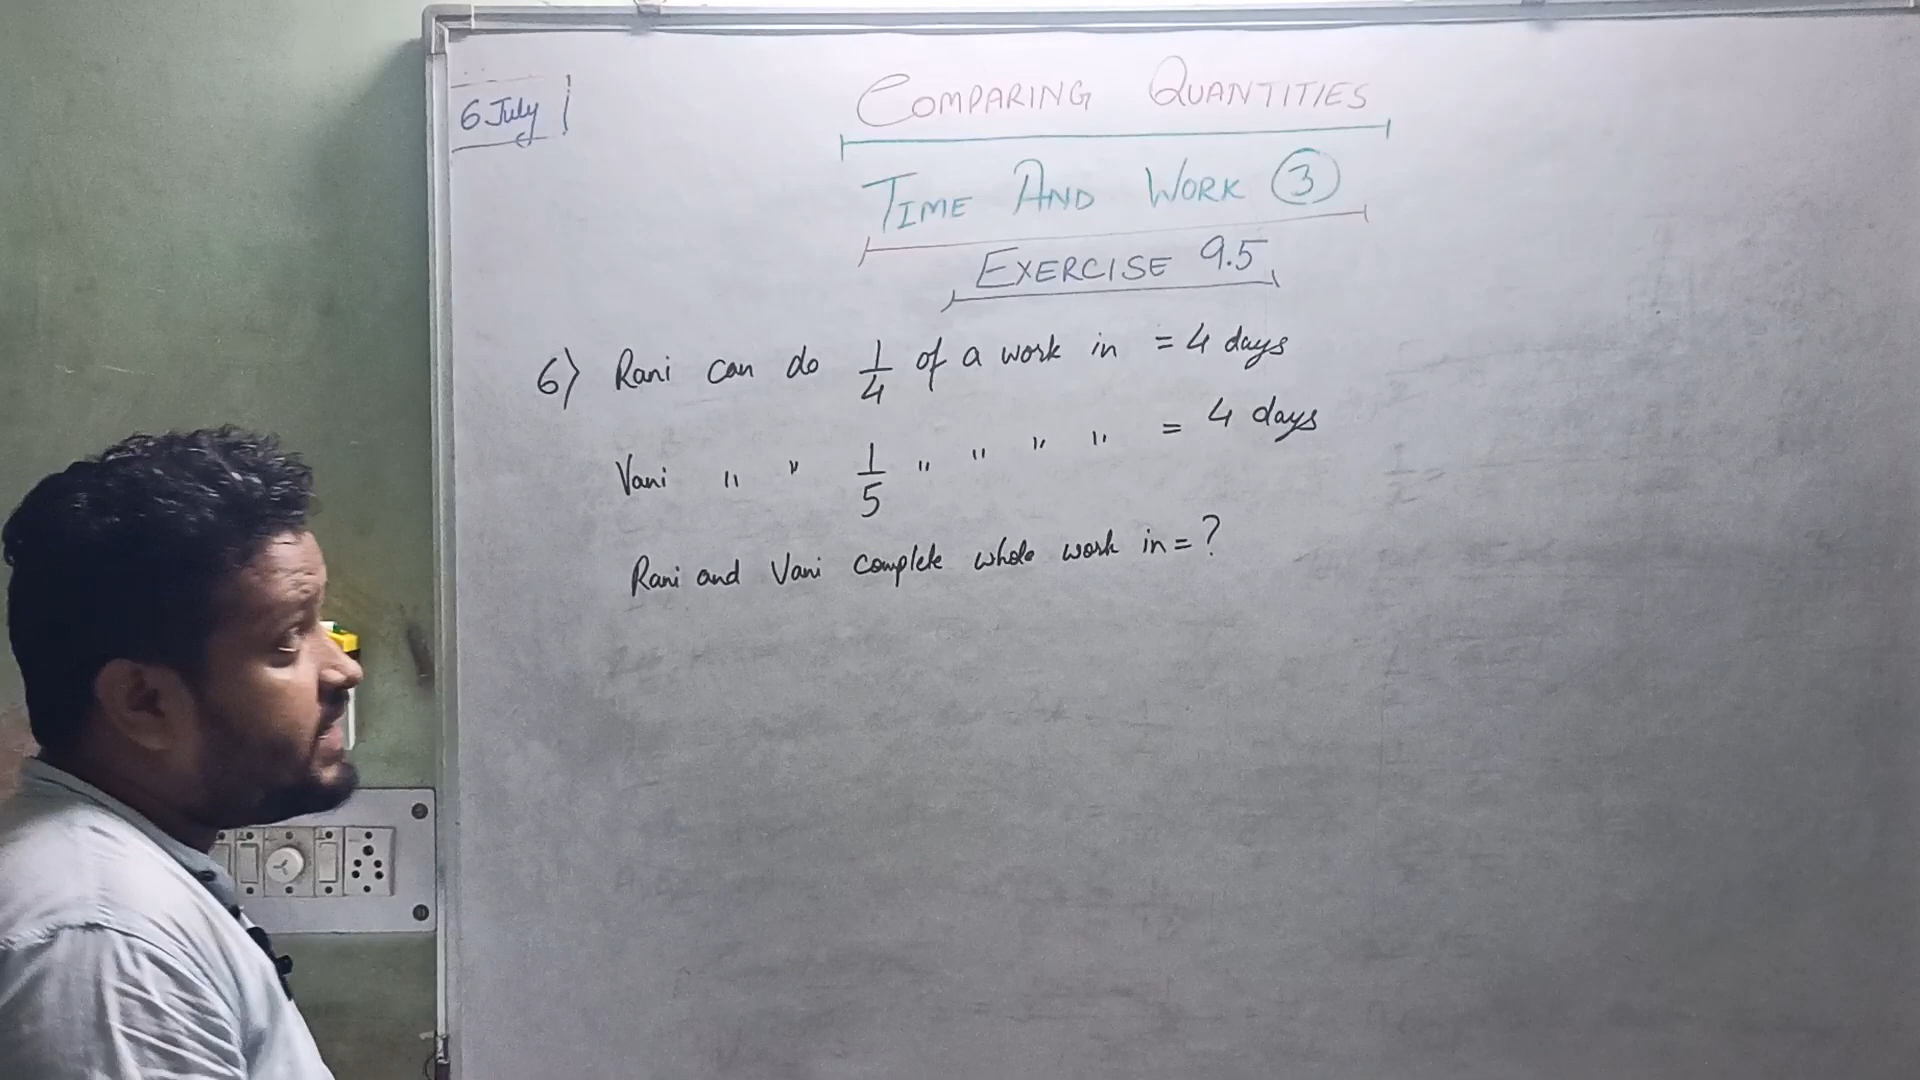 6 July
COMPARING QUANTITIES
TIME AND WORK 3
EXERCISE 9.5
6) Rani can do 1/4 of a work in = 4 days
Vani " " 1/5 " " " " = 4 days
Rani and Vani complete whole work in = ?